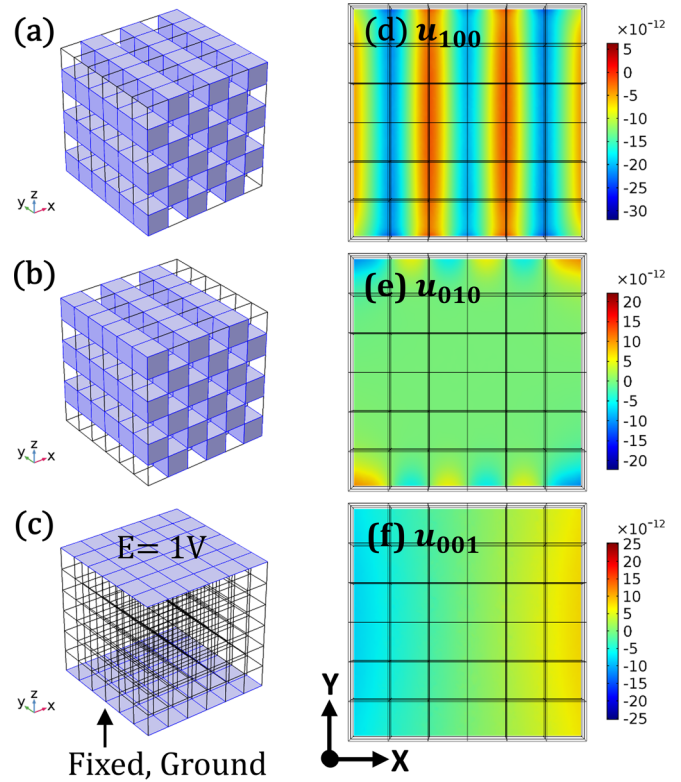 (a)
y z x
(b)
y z x
(c)
E= 1V
y z x
Fixed, Ground
(d) u100
×10-12
5
0
-5
-10
-15
-20
-25
-30
(e) u010
×10-12
20
15
10
5
0
-5
-10
-15
-20
(f) u001
×10-12
25
20
15
10
5
0
-5
-10
-15
-20
-25
Y
X